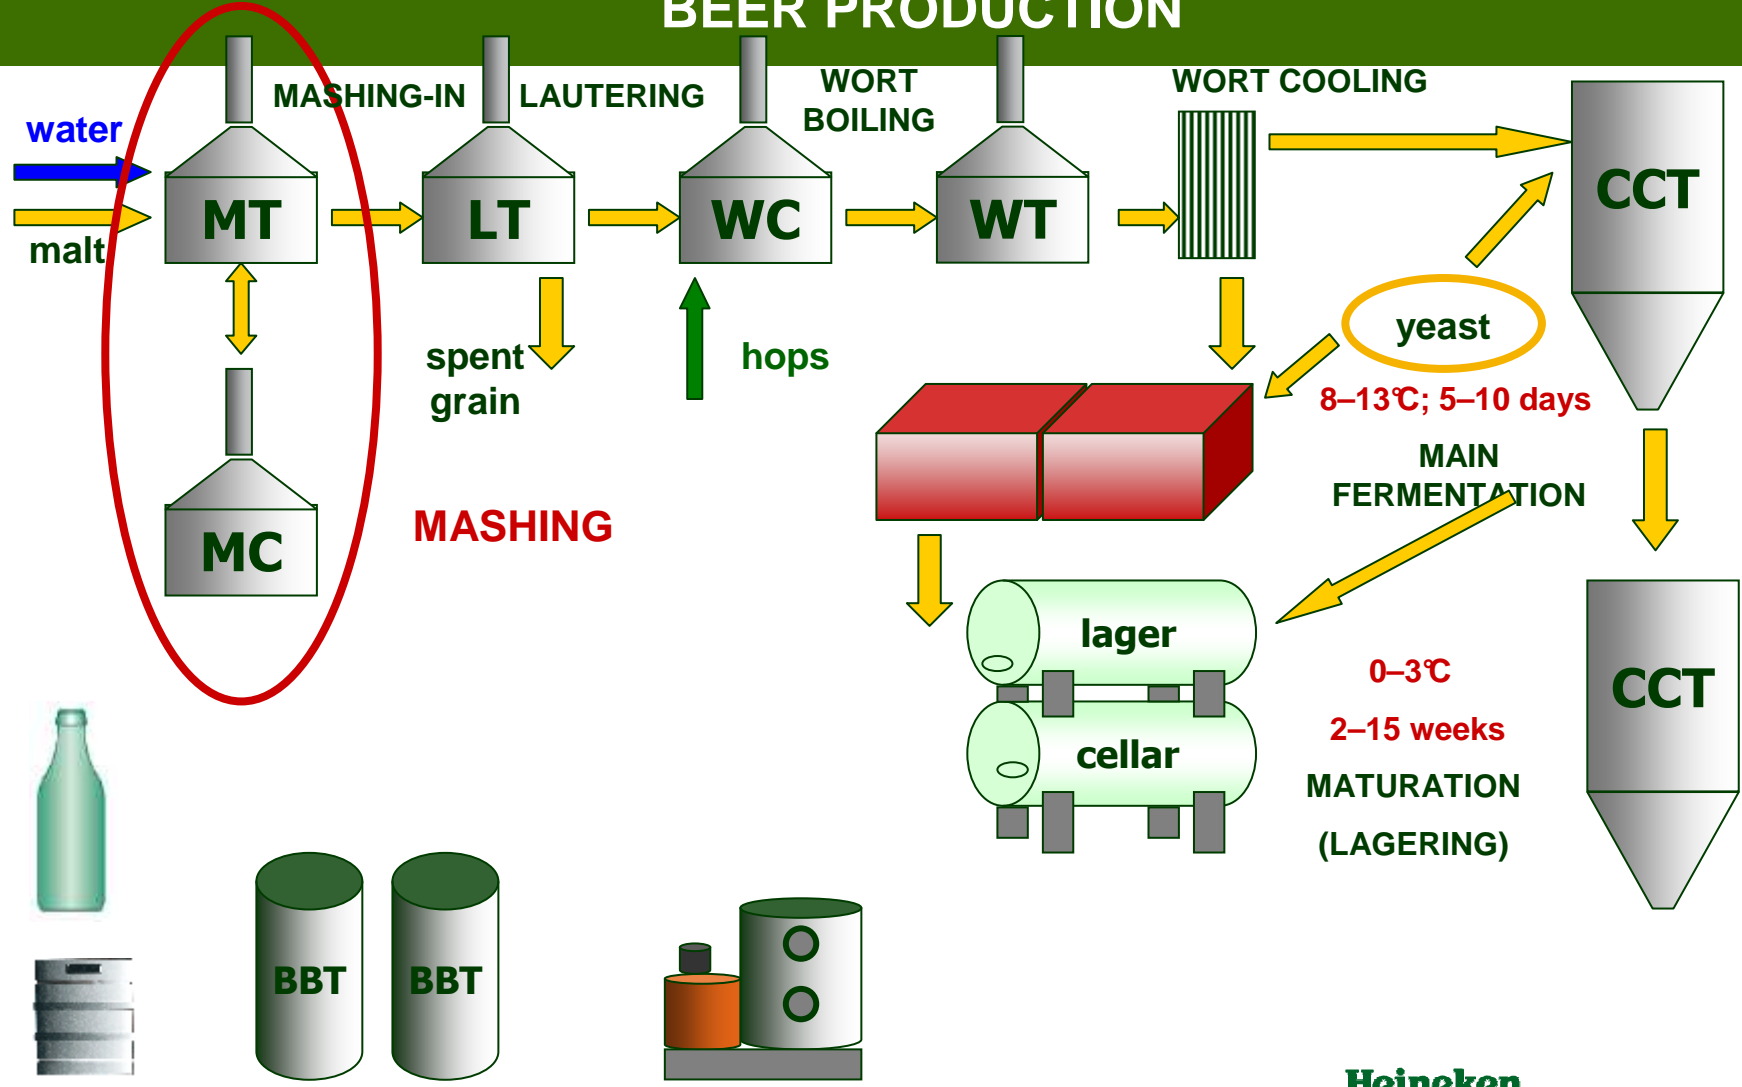 BEER PRODUCTION
MASHING-IN
LAUTERING
WORT
BOILING
WORT COOLING
water
malt
MT
LT
WC
WT
CCT
spent
grain
hops
yeast
8–13°C; 5–10 days
MAIN
FERMENTATION
MC
MASHING
lager
cellar
0–3°C
2–15 weeks
MATURATION
(LAGERING)
CCT
BBT
BBT
Heineken